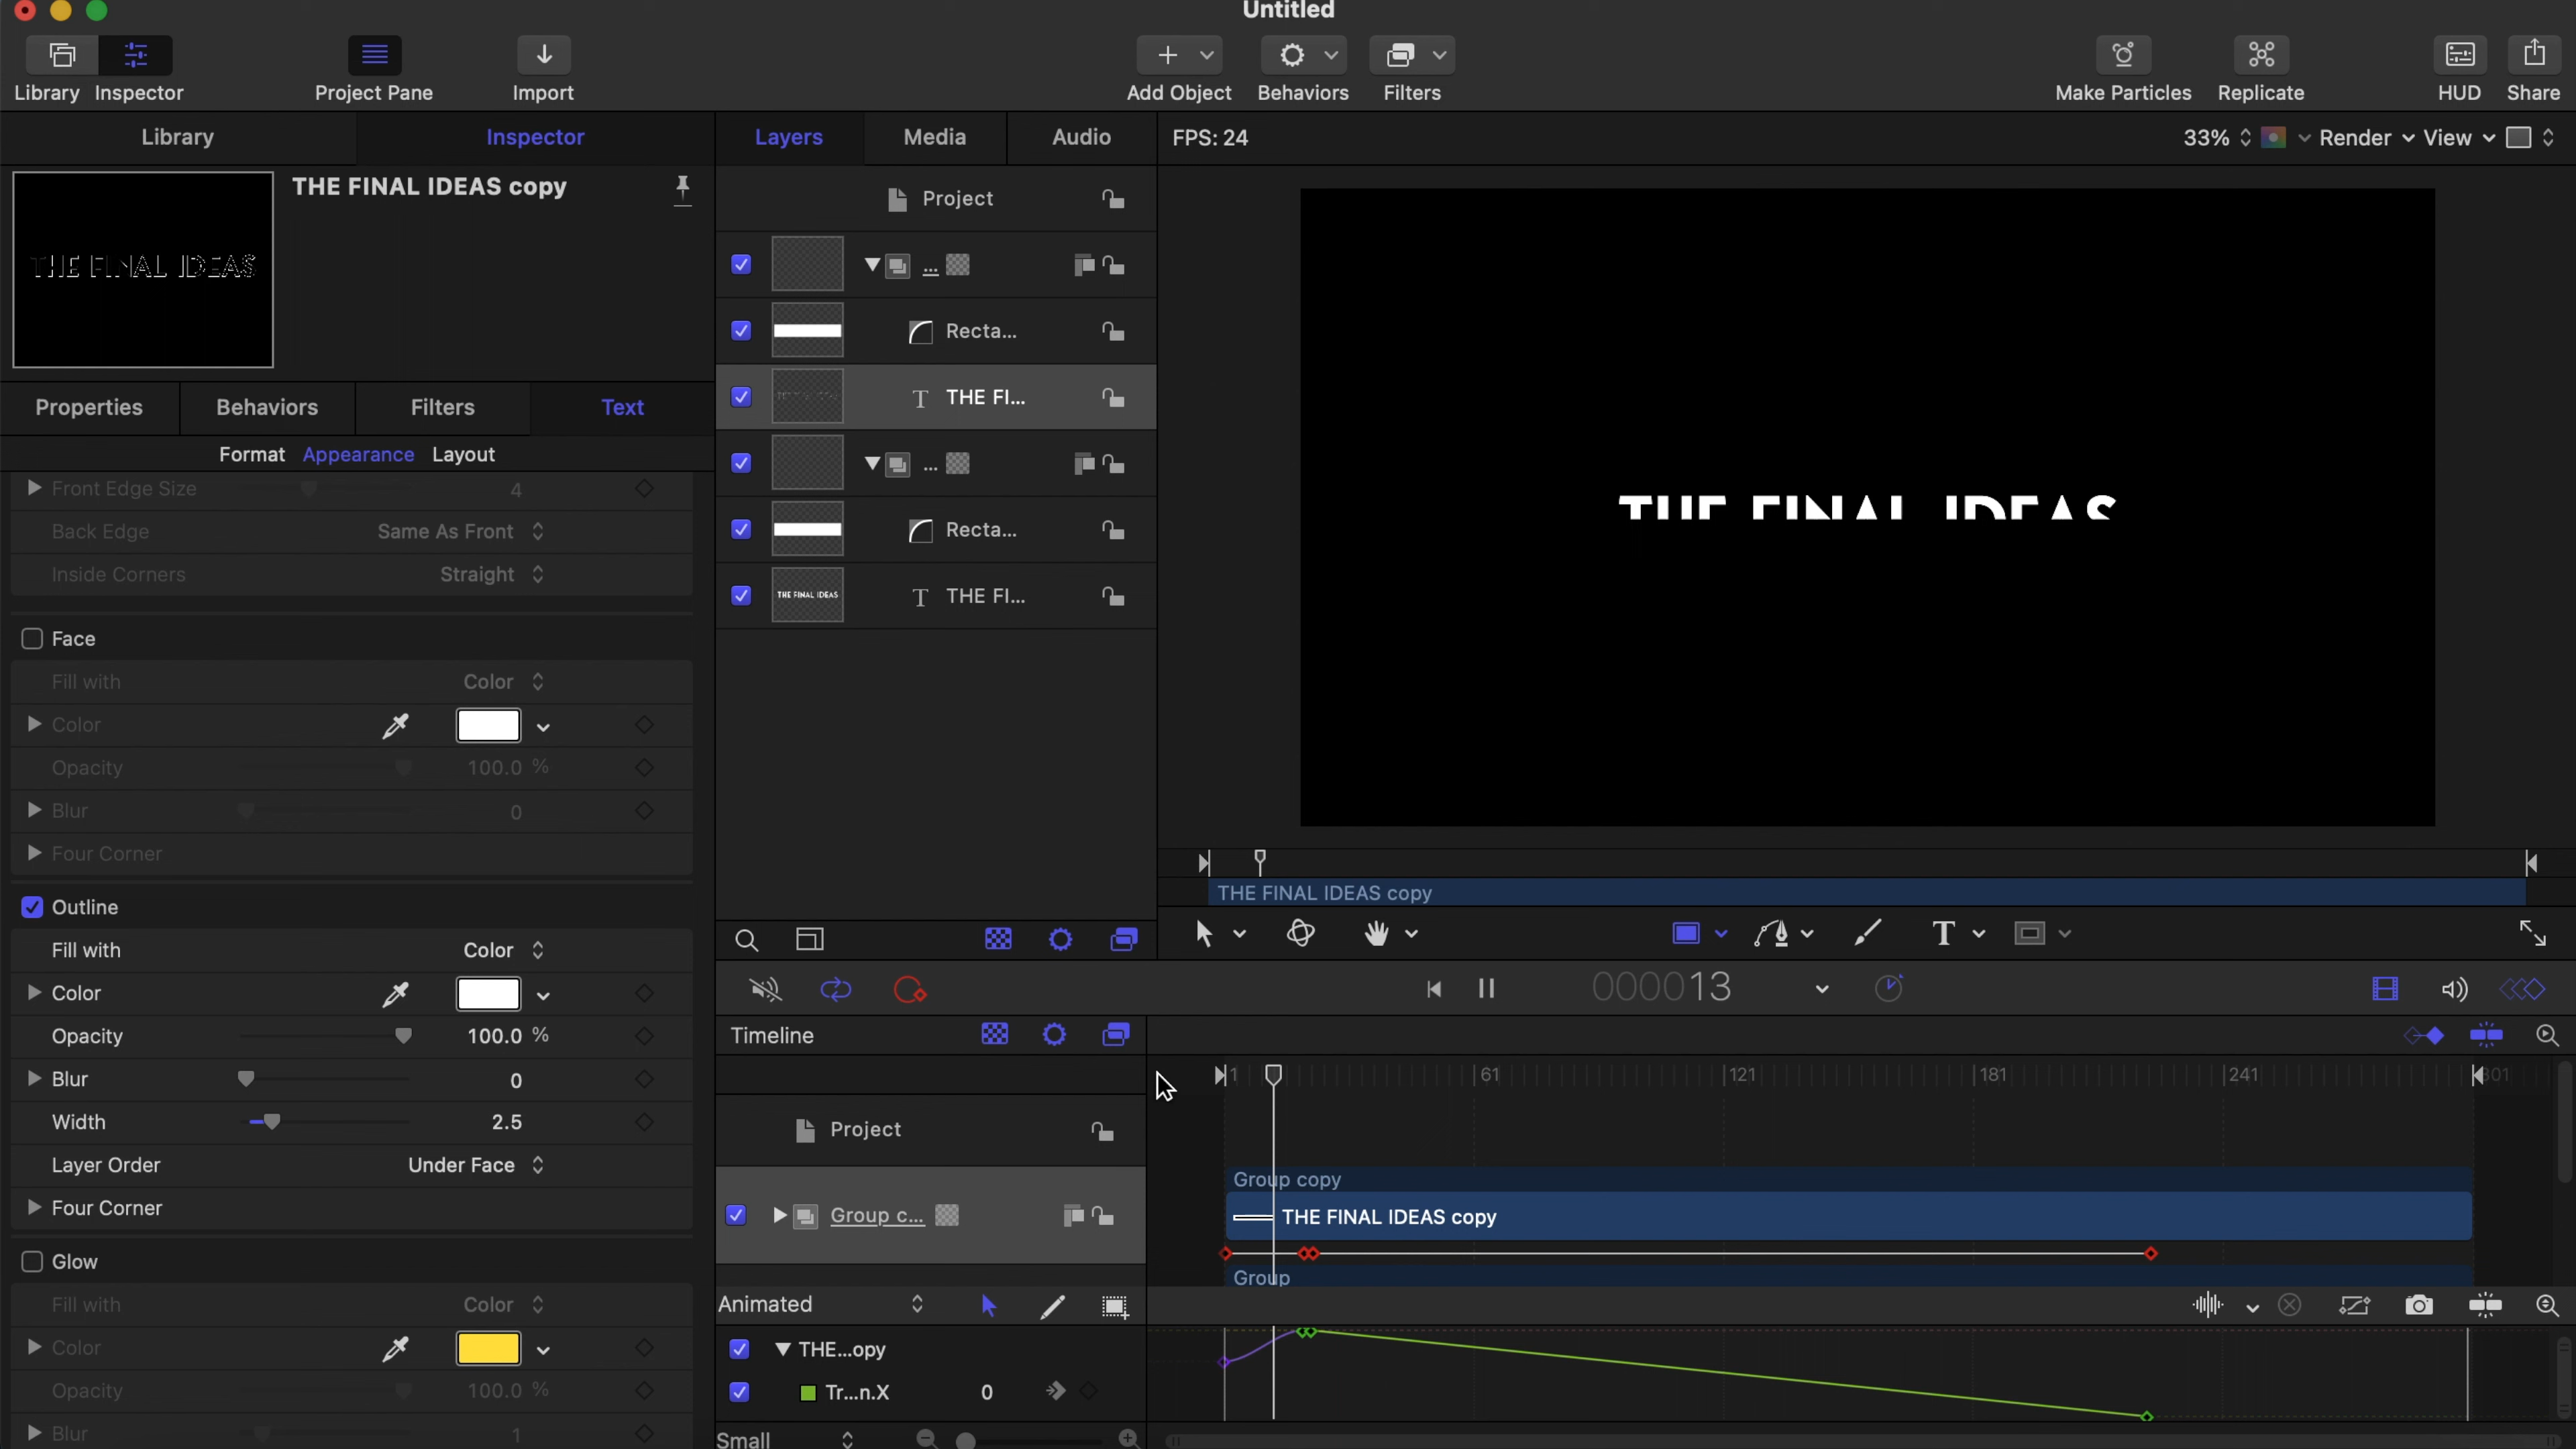 Untitled
Library Inspector Project Pane Import Add Object Behaviors Filters Make Particles Replicate HUD Share
Library Inspector Layers Media Audio FPS: 24 33% Render View
THE FINAL IDEAS copy
THE FINAL IDEAS
Project
...
Recta...
THE FI...
...
Recta...
THE FINAL IDEAS THE FI...
Properties Behaviors Filters Text
Format Appearance Layout
Front Edge Size 4
Back Edge Same As Front
Inside Corners Straight
Face
Fill with Color
Color
Opacity 100.0 %
Blur 0
Four Corner
Outline
Fill with Color
Color
Opacity 100.0 %
Blur 0
Width 2.5
Layer Order Under Face
Four Corner
Glow
Fill with Color
Color
Opacity 100.0 %
Blur 1
THE FINAL IDEAS
THE FINAL IDEAS copy
000013
Timeline
1 61 121 181 241 301
Project
Group copy
Group c... THE FINAL IDEAS copy
Group
Animated
THE...opy
Tr...n.X 0
Small